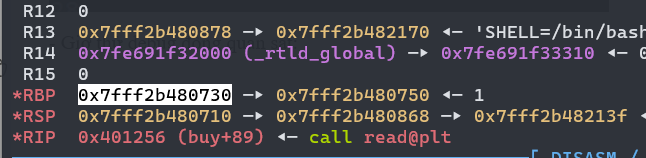 R12 0
R13 0x7fff2b480878 —▸ 0x7fff2b482170 ◂— 'SHELL=/bin/bash
R14 0x7fe691f32000 (_rtld_global) —▸ 0x7fe691f33310 ◂— 0
R15 0
*RBP 0x7fff2b480730 —▸ 0x7fff2b480750 ◂— 1
*RSP 0x7fff2b480710 —▸ 0x7fff2b480868 —▸ 0x7fff2b48213f ◂
*RIP 0x401256 (buy+89) ◂— call read@plt
[ DISASM /